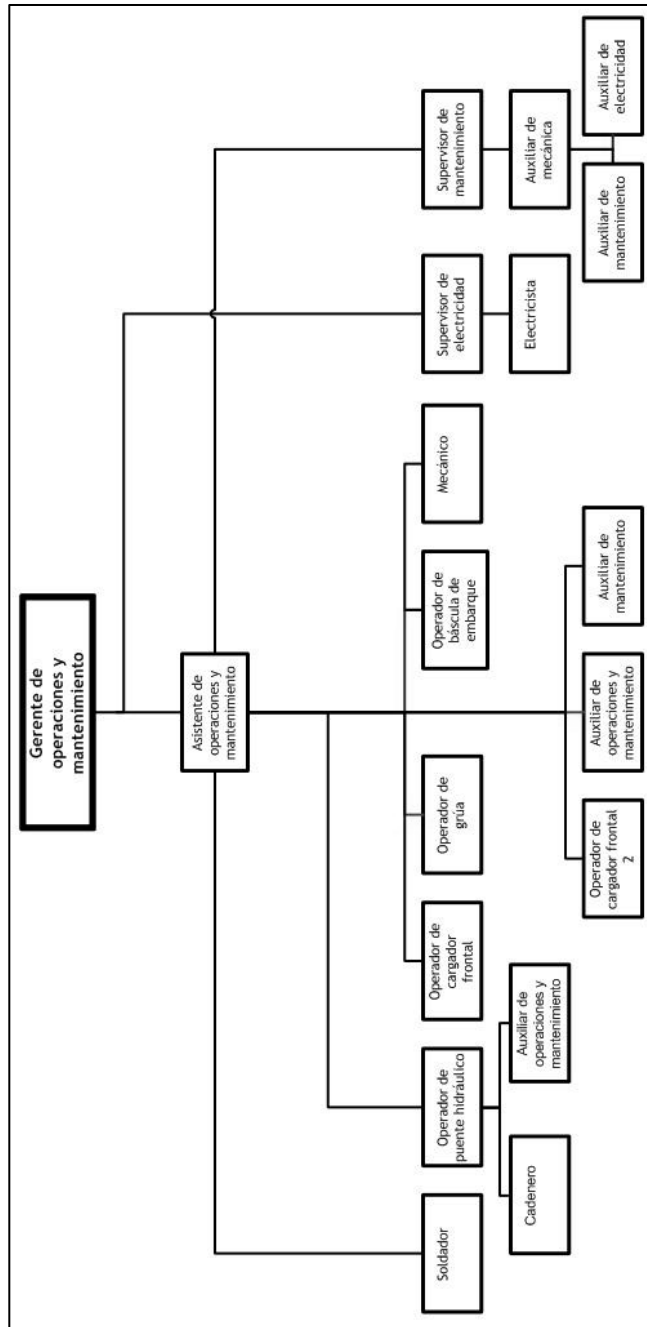 Gerente de
operaciones y
mantenimiento
Asistente de
operaciones y
mantenimiento
Soldador
Operador de
puente hidráulico
Operador de
cargador
frontal
Operador de
grúa
Operador de
báscula de
embarque
Mecánico
Supervisor de
electricidad
Supervisor de
mantenimiento
Cadenero
Auxiliar de
operaciones y
mantenimiento
Electricista
Auxiliar de
mecánica
Operador de
cargador frontal
2
Auxiliar de
operaciones y
mantenimiento
Auxiliar de
mantenimiento
Auxiliar de
mantenimiento
Auxiliar de
electricidad